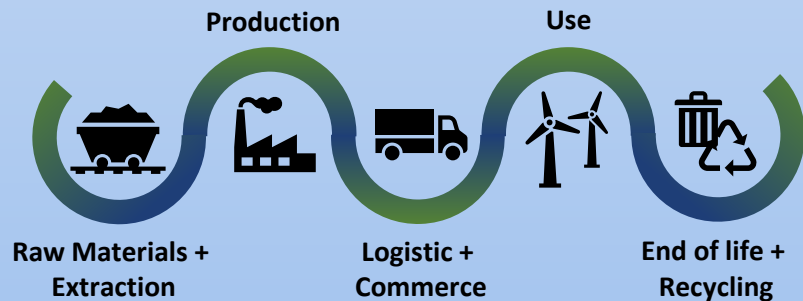 Production
Use
Raw Materials +
Extraction
Logistic +
Commerce
End of life +
Recycling